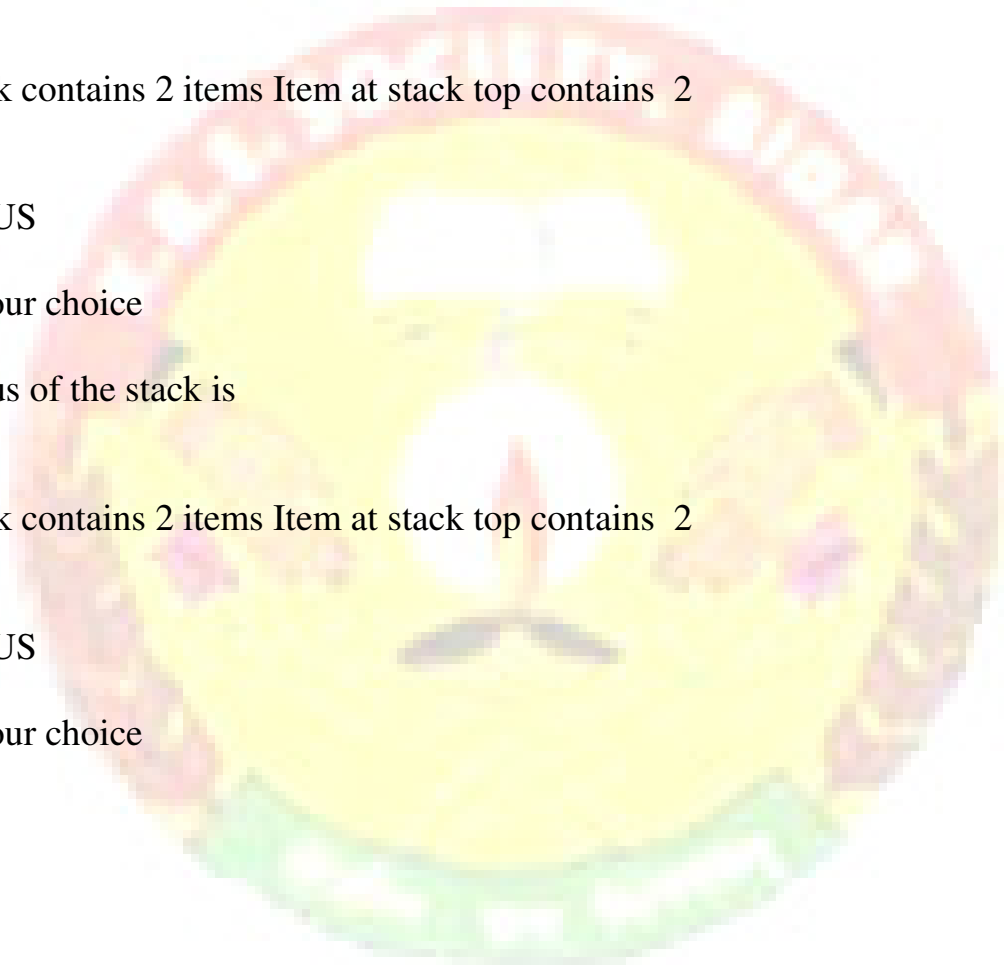 k contains 2 items Item at stack top contains 2
US
our choice
us of the stack is
k contains 2 items Item at stack top contains 2
US
our choice